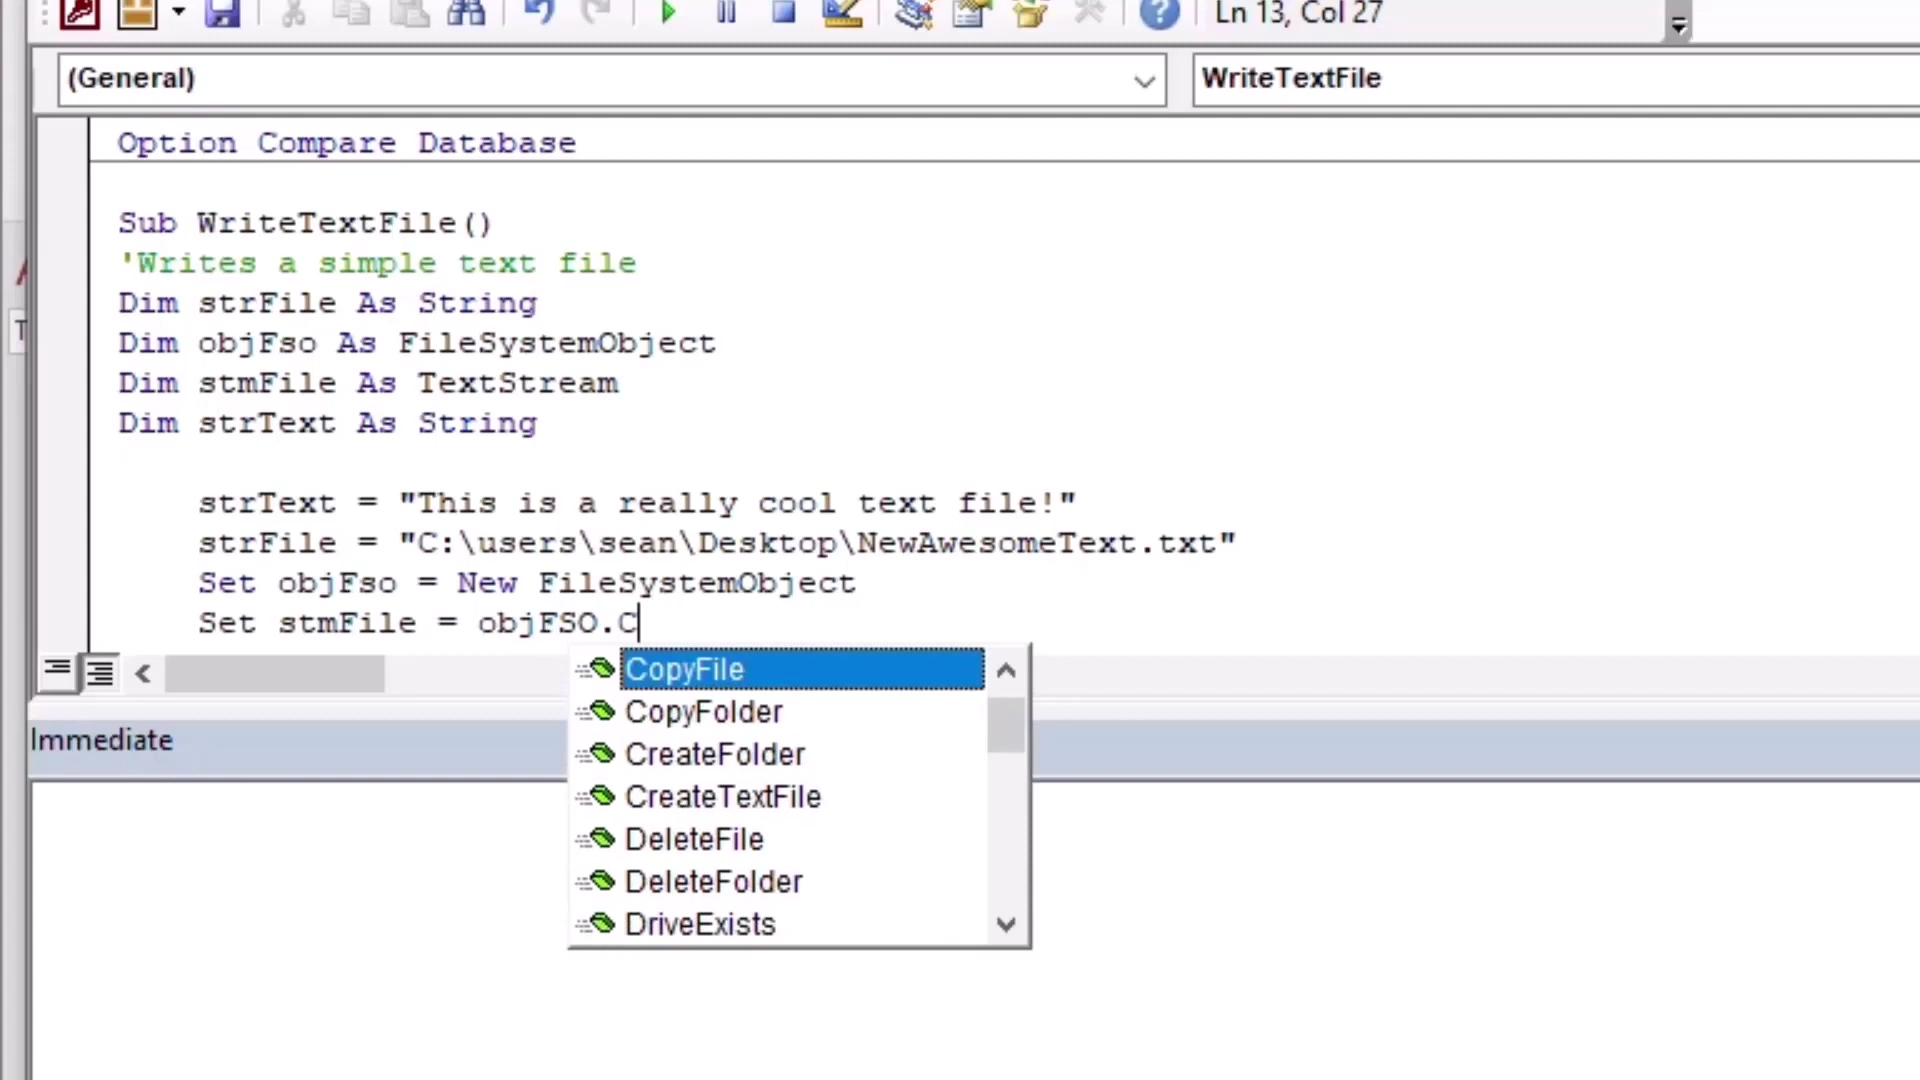 Ln 13, Col 27
(General)
WriteTextFile
Option Compare Database
Sub WriteTextFile()
'Writes a simple text file
Dim strFile As String
Dim objFso As FileSystemObject
Dim stmFile As TextStream
Dim strText As String
strText = "This is a really cool text file!"
strFile = "C:\users\sean\Desktop\NewAwesomeText.txt"
Set objFso = New FileSystemObject
Set stmFile = objFSO.C
CopyFile
CopyFolder
CreateFolder
CreateTextFile
DeleteFile
DeleteFolder
DriveExists
Immediate